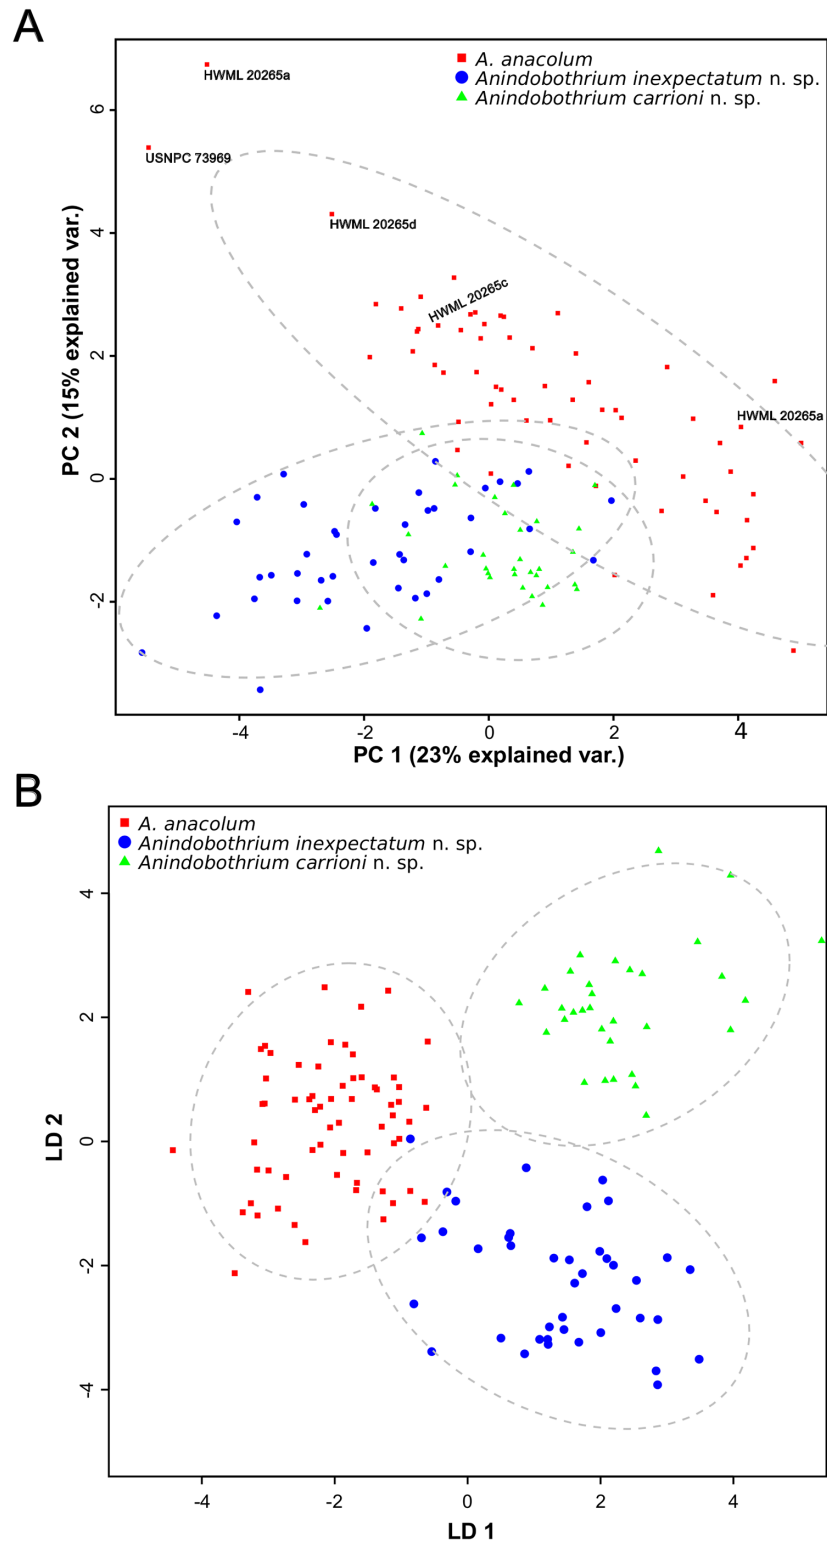 A
A. anacolum
Anindobothrium inexpectatum n. sp.
Anindobothrium carrioni n. sp.
HWML 20265a
USNPC 73969
HWML 20265d
HWML 20265c
HWML 20265a
6
4
2
0
-2
PC 2 (15% explained var.)
-4 -2 0 2 4
PC 1 (23% explained var.)
B
A. anacolum
Anindobothrium inexpectatum n. sp.
Anindobothrium carrioni n. sp.
4
2
0
-2
-4
LD 2
-4 -2 0 2 4
LD 1